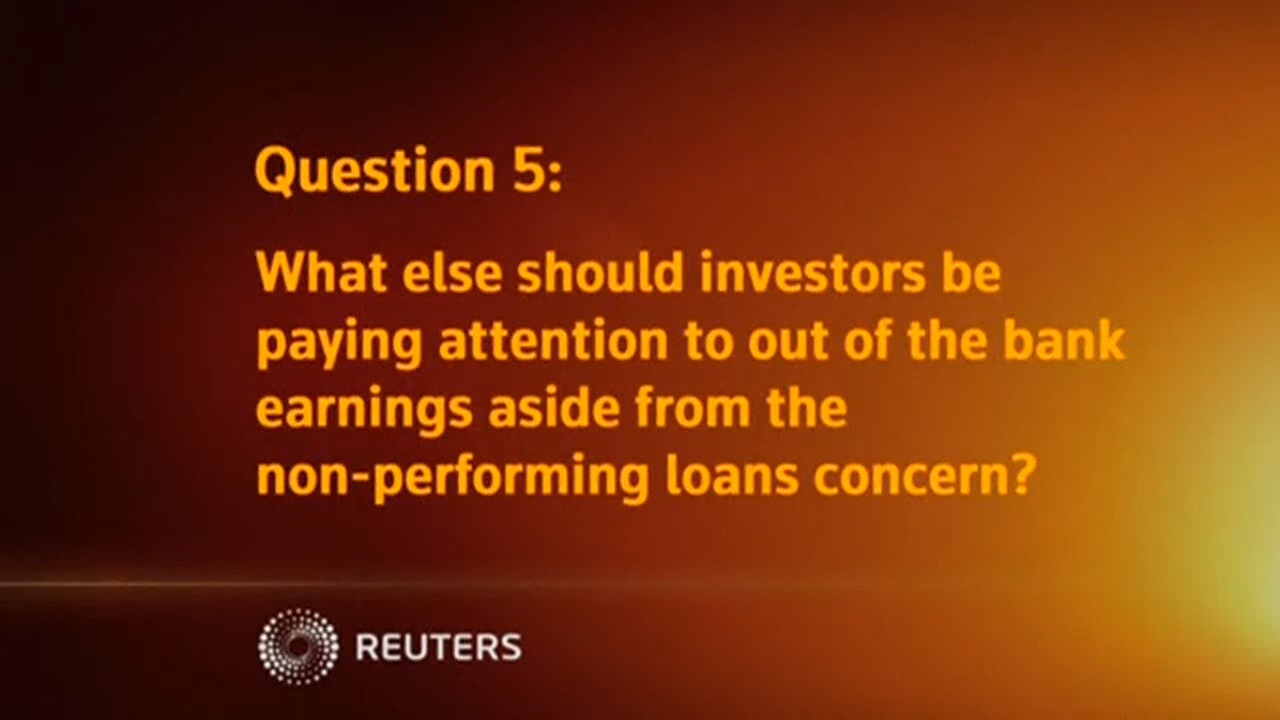 Question 5:
What else should investors be
paying attention to out of the bank
earnings aside from the
non-performing loans concern?
REUTERS